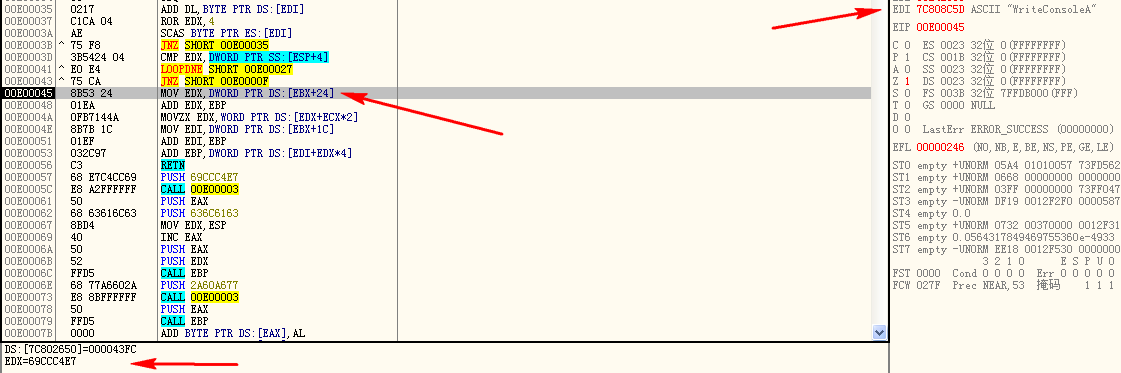 00E00035 0217 ADD DL,BYTE PTR DS:[EDI]
00E00037 C1CA 04 ROR EDX,4
00E0003A AE SCAS BYTE PTR ES:[EDI]
00E0003B ^ 75 F8 JNZ SHORT 00E00035
00E0003D 3B5424 04 CMP EDX,DWORD PTR SS:[ESP+4]
00E00041 ^ E0 E4 LOOPDNE SHORT 00E00027
00E00043 ^ 75 CA JNZ SHORT 00E0000F
00E00045 8B53 24 MOV EDX,DWORD PTR DS:[EBX+24]
00E00048 01EA ADD EDX,EBP
00E0004A 0FB7144A MOVZX EDX,WORD PTR DS:[EDX+ECX*2]
00E0004E 8B7B 1C MOV EDI,DWORD PTR DS:[EBX+1C]
00E00051 01EF ADD EDI,EBP
00E00053 032C97 ADD EBP,DWORD PTR DS:[EDI+EDX*4]
00E00056 C3 RETN
00E00057 68 E7C4CC69 PUSH 69CCC4E7
00E0005C E8 A2FFFFFF CALL 00E00003
00E00061 50 PUSH EAX
00E00062 68 63616C63 PUSH 636C6163
00E00067 8BD4 MOV EDX,ESP
00E00069 40 INC EAX
00E0006A 50 PUSH EAX
00E0006B 52 PUSH EDX
00E0006C FFD5 CALL EBP
00E0006E 68 77A6602A PUSH 2A60A677
00E00073 E8 8BFFFFFF CALL 00E00003
00E00078 50 PUSH EAX
00E00079 FFD5 CALL EBP
00E0007B 0000 ADD BYTE PTR DS:[EAX],AL
DS:[7C802650]=000043FC
EDX=69CCC4E7
EDI 7C808C5D ASCII "WriteConsoleA"
EIP 00E00045
C 0 ES 0023 32位 0(FFFFFFFF)
P 1 CS 001B 32位 0(FFFFFFFF)
A 0 SS 0023 32位 0(FFFFFFFF)
Z 1 DS 0023 32位 0(FFFFFFFF)
S 0 FS 003B 32位 7FFDB000(FFF)
T 0 GS 0000 NULL
D 0
O 0 LastErr ERROR_SUCCESS (00000000)
EFL 00000246 (NO,NB,E,BE,NS,PE,GE,LE)
ST0 empty +UNORM 05A4 01010057 73FD562
ST1 empty +UNORM 0668 00000000 0000000
ST2 empty +UNORM 03FF 00000000 73FF047
ST3 empty -UNORM DF19 0012F2F0 0000587
ST4 empty 0.0
ST5 empty +UNORM 0732 00370000 0012F31
ST6 empty 0.0564317849469755360e-4933
ST7 empty -UNORM EE18 0012F530 0000000
3 2 1 0 E S P U O
FST 0000 Cond 0 0 0 0 Err 0 0 0 0 0
FCW 027F Prec NEAR,53 掩码 1 1 1